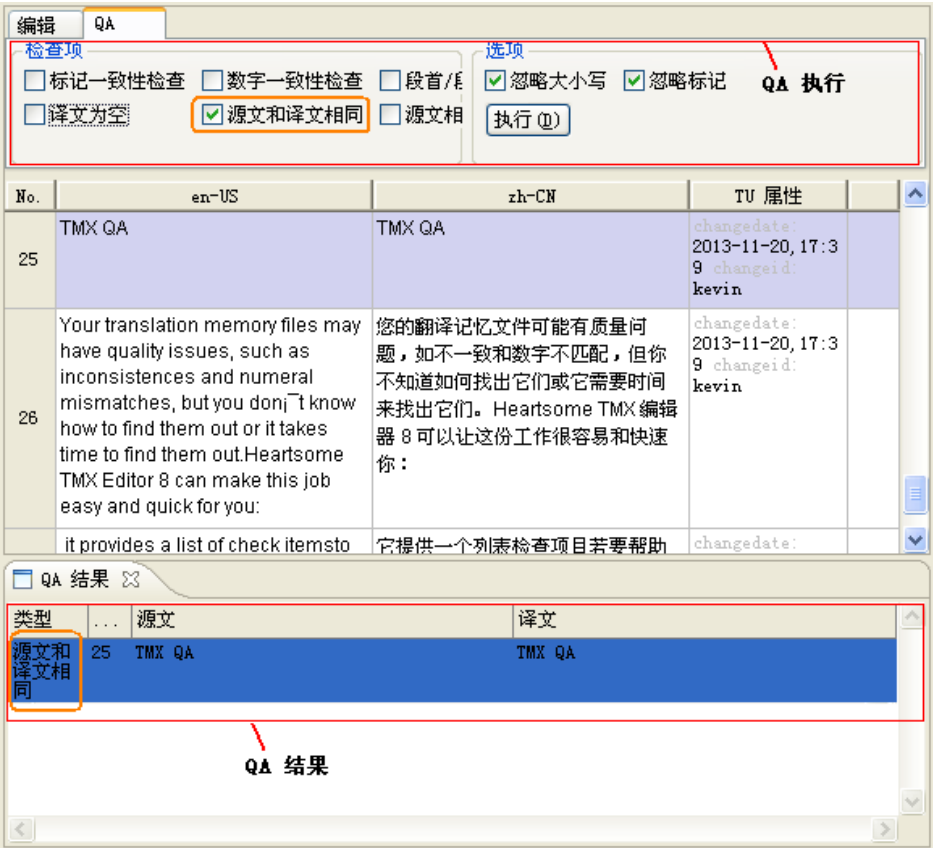 编辑 QA
检查项 选项
标记一致性检查 数字一致性检查 段首/ 忽略大小写 忽略标记 QA 执行
译文为空 源文和译文相同 源文相 执行(D)
No. en-US zh-CN TU 属性
25 TMX QA TMX QA changedate:
2013-11-20, 17:3
9 changeid:
kevin
26
Your translation memory files may
have quality issues, such as
inconsistences and numeral
mismatches, but you don¡¯t know
how to find them out or it takes
time to find them out.Heartsome
TMX Editor 8 can make this job
easy and quick for you:
您的翻译记忆文件可能有质量问
题，如不一致和数字不匹配，但你
不知道如何找出它们或它需要时间
来找出它们。Heartsome TMX 编辑
器 8 可以让这份工作很容易和快速
你：
changedate:
2013-11-20, 17:3
9 changeid:
kevin
it provides a list of check itemsto 它提供一个列表检查项目若要帮助 changedate:
QA 结果
类型 ... 源文 译文
源文和
译文相
同
25 TMX QA TMX QA
QA 结果